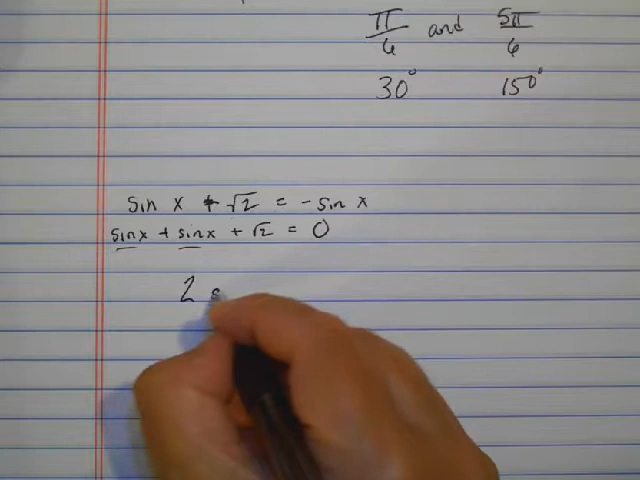 π/6 and 5π/6
30° 150°
sin x + √2 = - sin x
sinx + sinx + √2 = 0
2 s